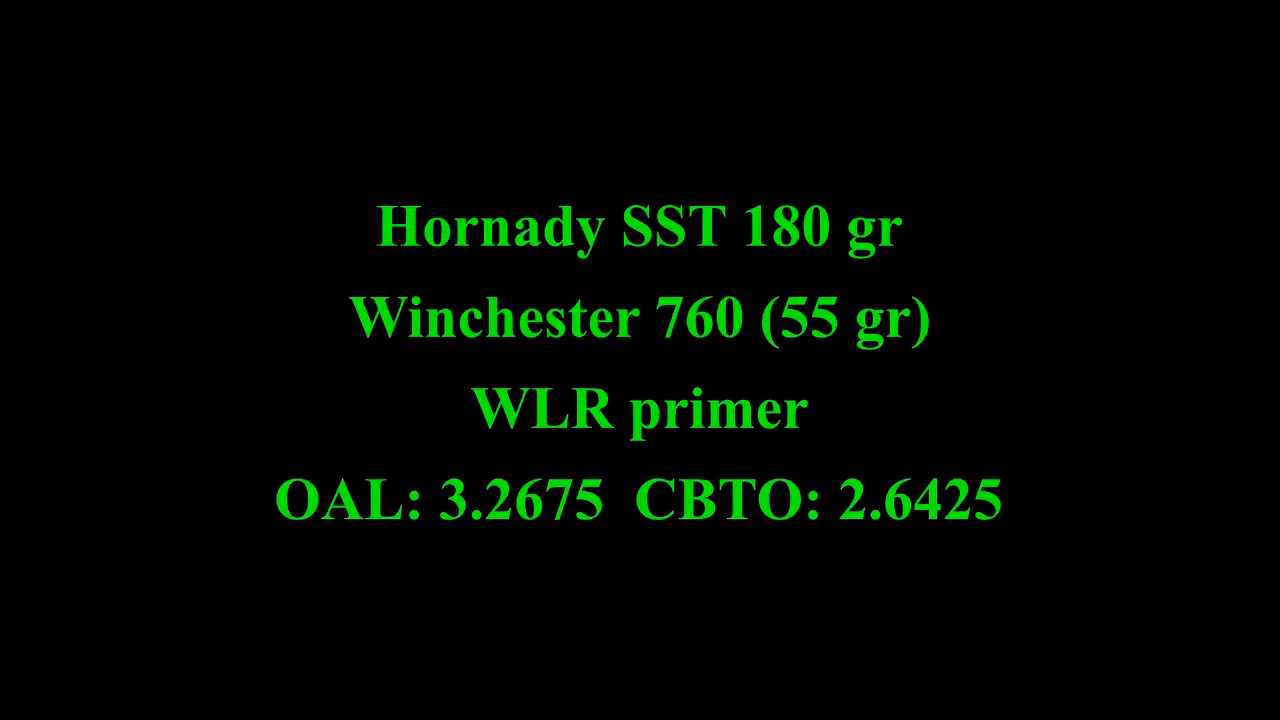 Hornady SST 180 gr
Winchester 760 (55 gr)
WLR primer
OAL: 3.2675 CBTO: 2.6425